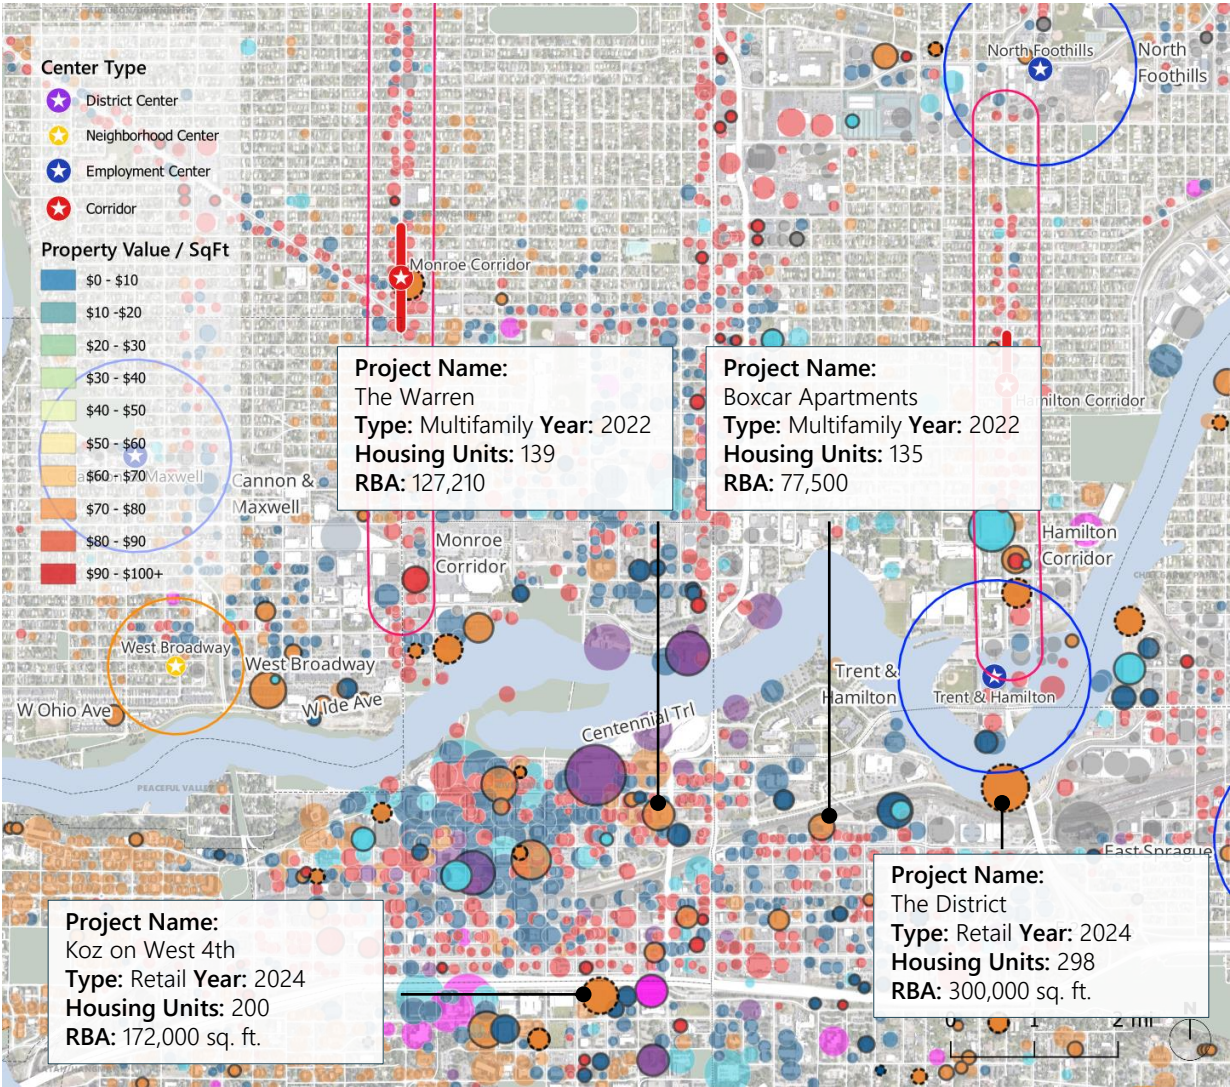 Center Type
District Center
Neighborhood Center
Employment Center
Corridor
Property Value / SqFt
$0 - $10
$10 -$20
$20 - $30
$30 - $40
$40 - $50
$50 - $60
$60 - $70
$70 - $80
$80 - $90
$90 - $100+
North Foothills
North
Foothills
Monroe Corridor
Project Name:
The Warren
Type: Multifamily Year: 2022
Housing Units: 139
RBA: 127,210
Project Name:
Boxcar Apartments
Type: Multifamily Year: 2022
Housing Units: 135
RBA: 77,500
Hamilton Corridor
Cannon & Maxwell
Cannon &
Maxwell
Monroe
Corridor
Hamilton
Corridor
West Broadway
West Broadway
W Ohio Ave
W Ide Ave
Centennial Trl
Trent &
Hamilton
Trent & Hamilton
PEACEFUL VALLEY
East Sprague
Project Name:
Koz on West 4th
Type: Retail Year: 2024
Housing Units: 200
RBA: 172,000 sq. ft.
Project Name:
The District
Type: Retail Year: 2024
Housing Units: 298
RBA: 300,000 sq. ft.
0 1 2 mi
N